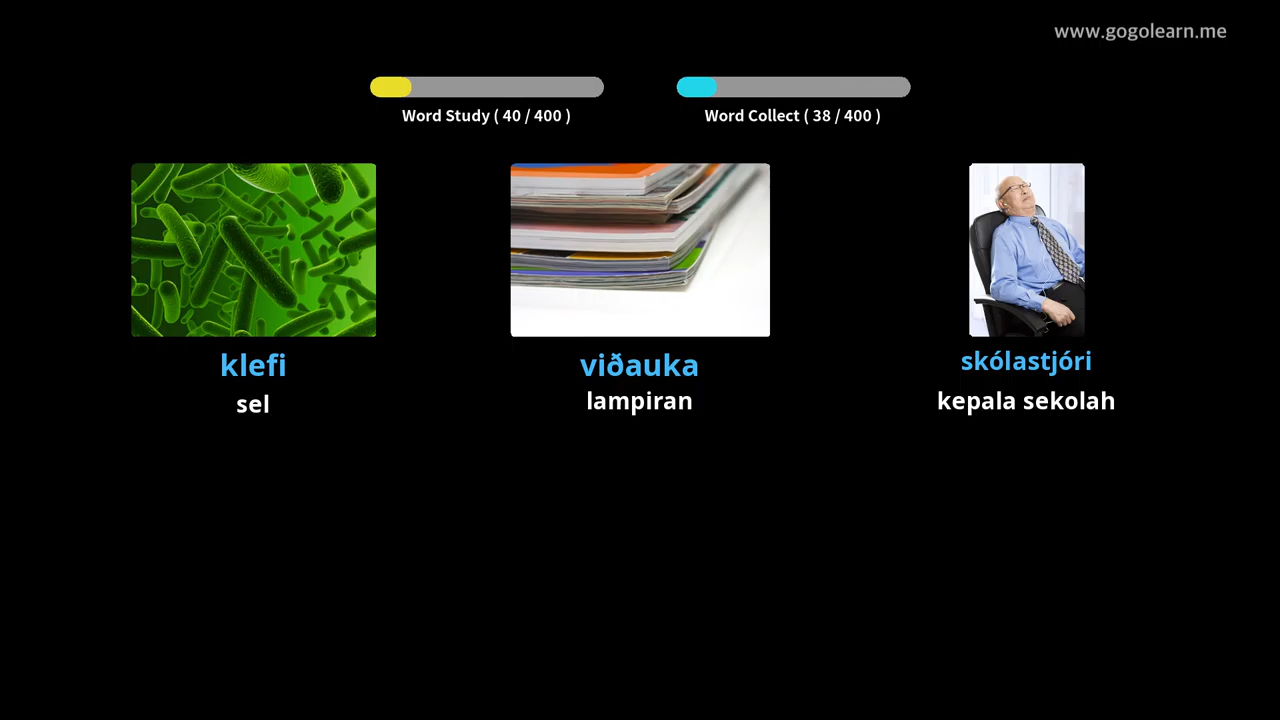 www.gogolearn.me
Word Study ( 40 / 400 )
Word Collect ( 38 / 400 )
klefi
sel
viðauka
lampiran
skólastjóri
kepala sekolah